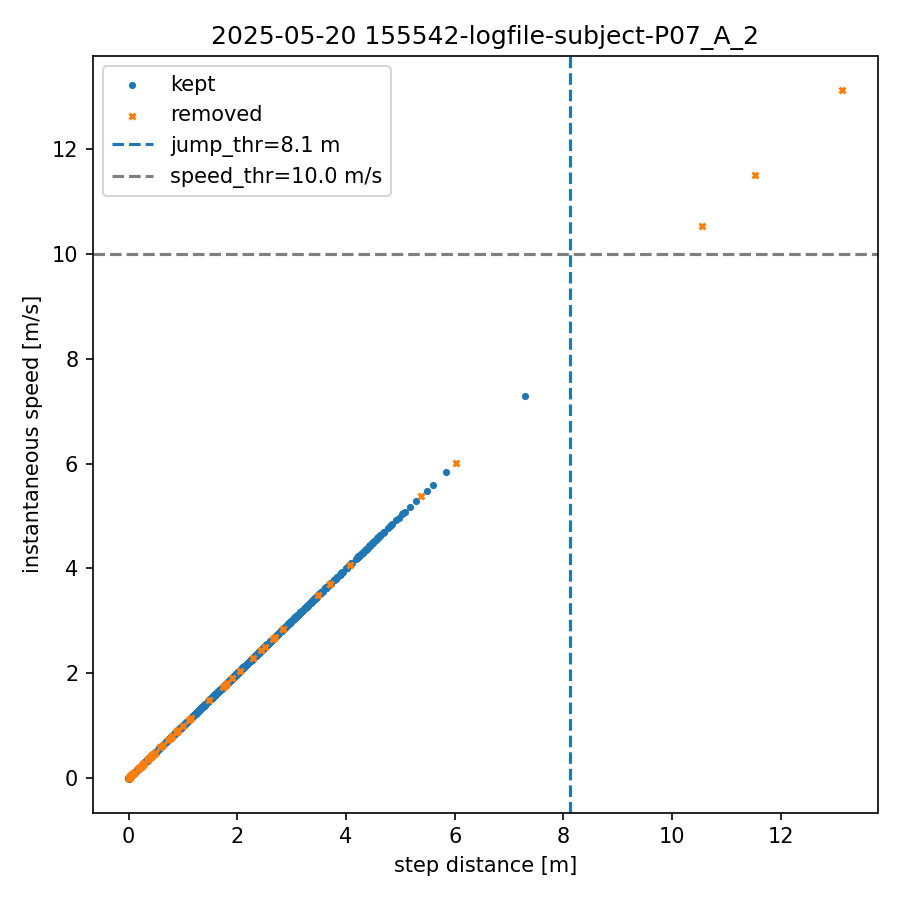 2025-05-20 155542-logfile-subject-P07_A_2
kept
removed
jump_thr=8.1 m
speed_thr=10.0 m/s
12
10
8
6
4
2
0
instantaneous speed [m/s]
0 2 4 6 8 10 12
step distance [m]